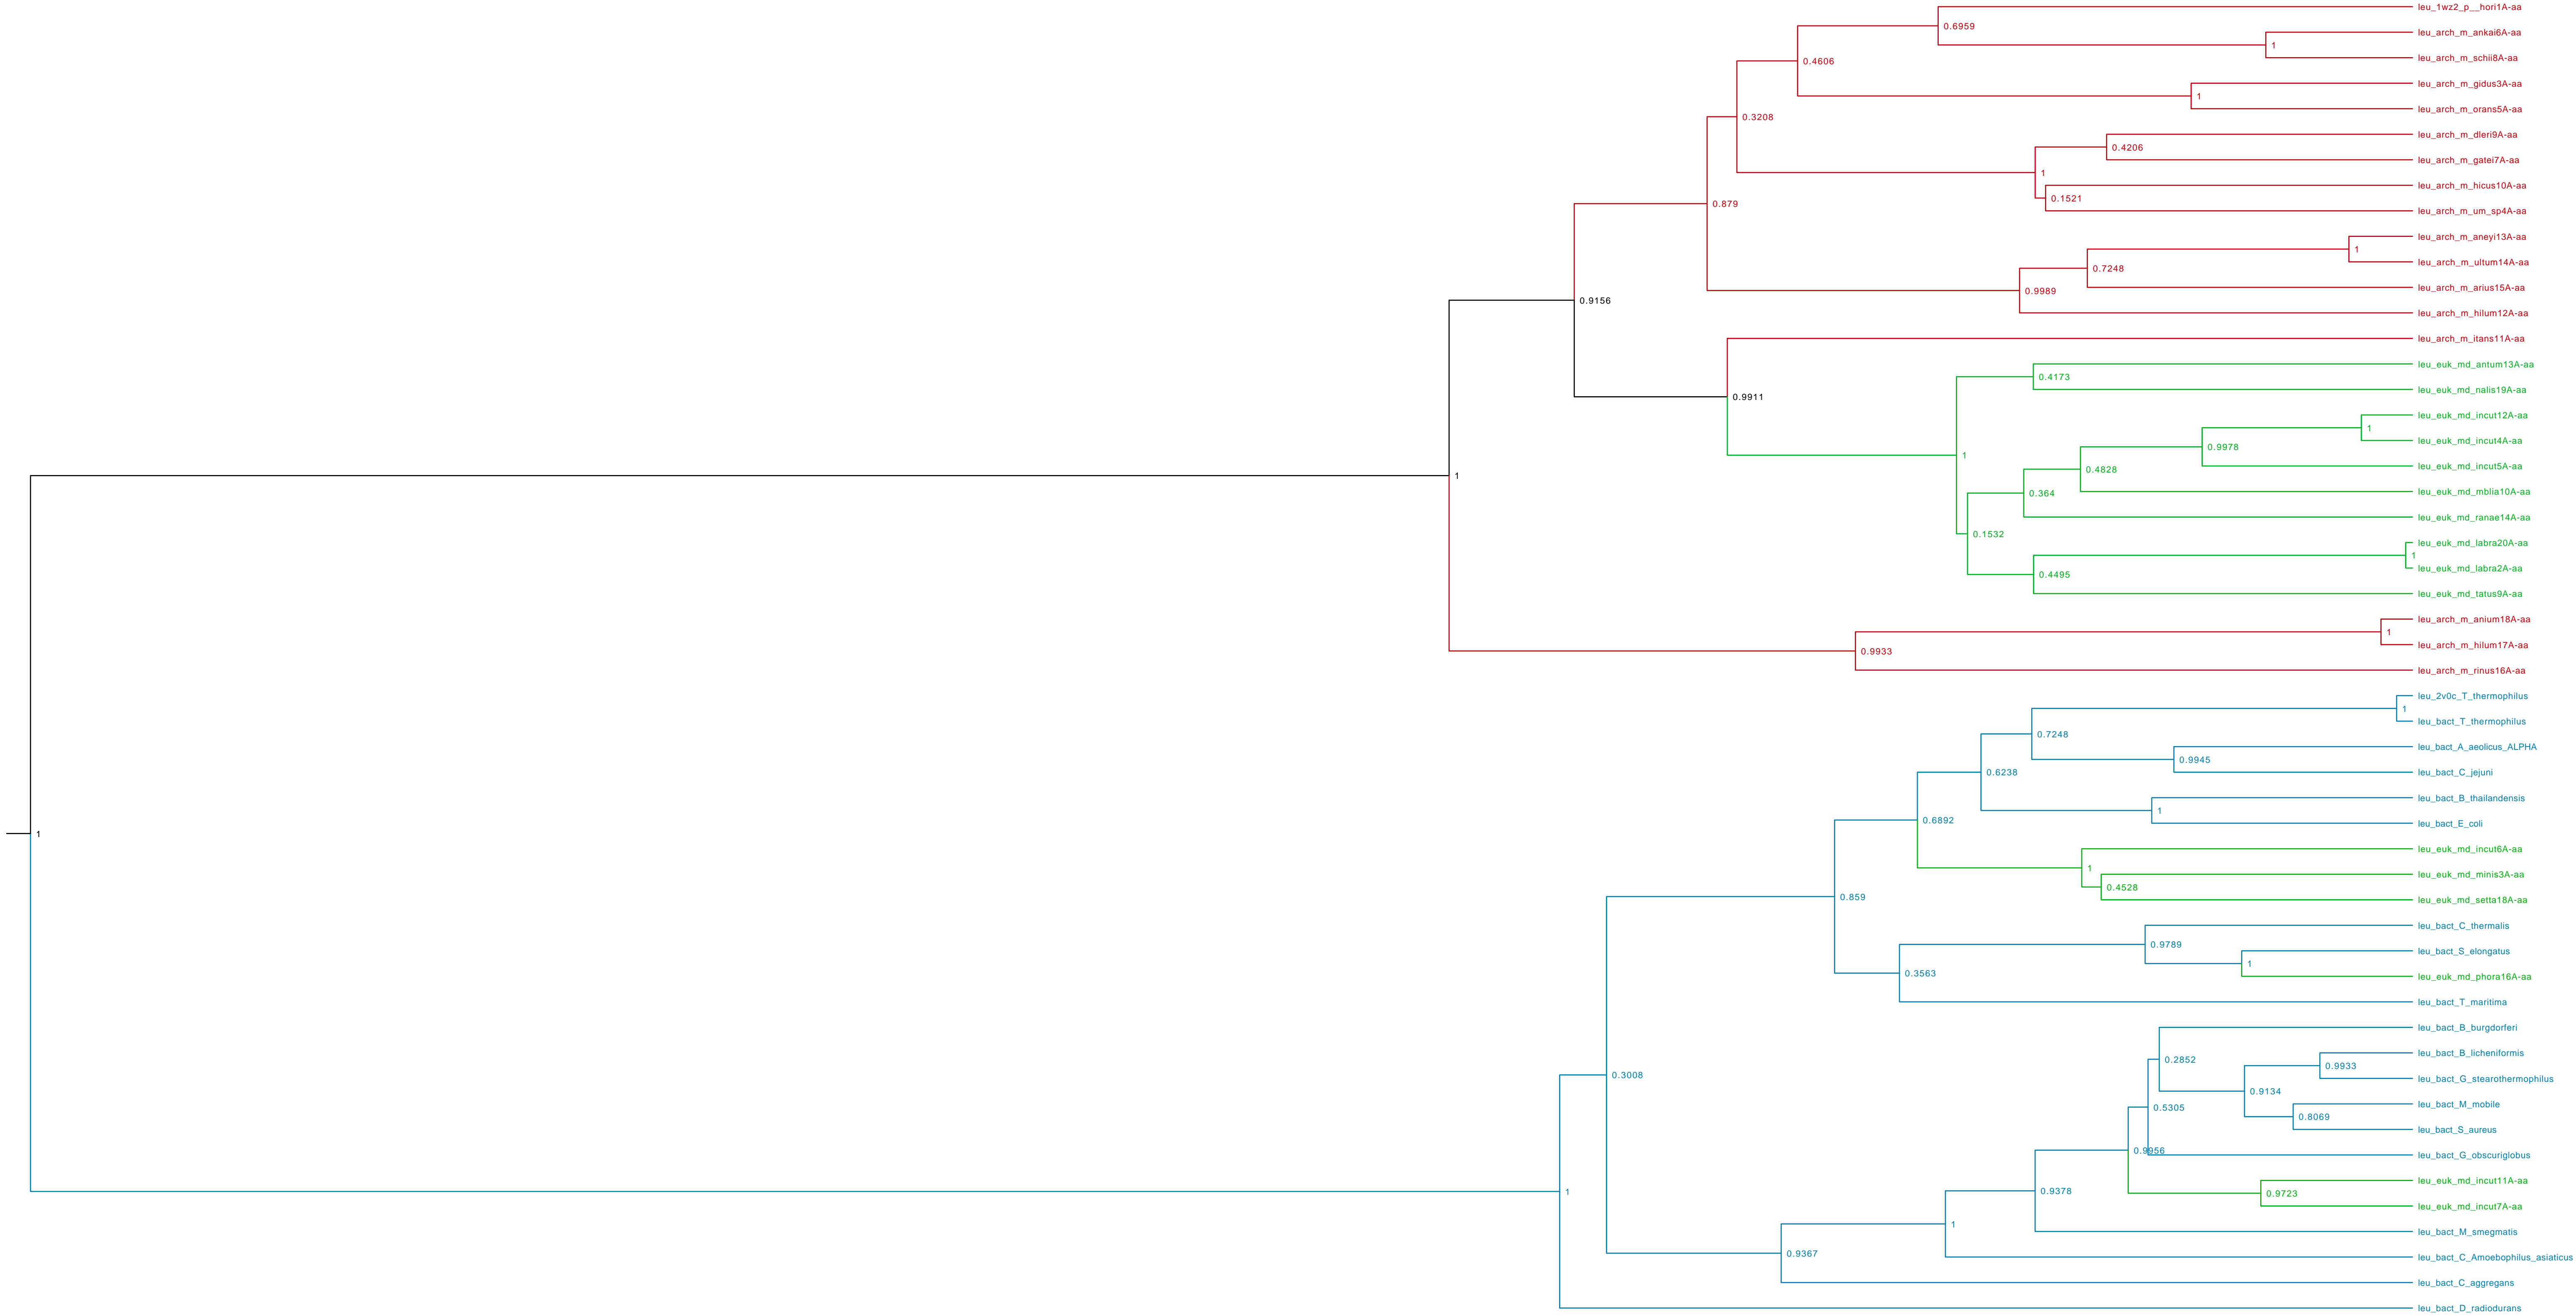 leu_1wz2_p__hori1A-aa
0.6959
leu_arch_m_ankai6A-aa
1
leu_arch_m_schii8A-aa
0.4606
leu_arch_m_gidus3A-aa
1
leu_arch_m_orans5A-aa
0.3208
leu_arch_m_dleri9A-aa
0.4206
leu_arch_m_gatei7A-aa
1
leu_arch_m_hicus10A-aa
0.1521
0.879
leu_arch_m_um_sp4A-aa
leu_arch_m_aneyi13A-aa
1
leu_arch_m_ultum14A-aa
0.7248
leu_arch_m_arius15A-aa
0.9989
0.9156
leu_arch_m_hilum12A-aa
leu_arch_m_itans11A-aa
leu_euk_md_antum13A-aa
0.4173
leu_euk_md_nalis19A-aa
0.9911
leu_euk_md_incut12A-aa
1
leu_euk_md_incut4A-aa
0.9978
1
leu_euk_md_incut5A-aa
0.4828
1
leu_euk_md_mblia10A-aa
0.364
leu_euk_md_ranae14A-aa
0.1532
leu_euk_md_labra20A-aa
1
leu_euk_md_labra2A-aa
0.4495
leu_euk_md_tatus9A-aa
leu_arch_m_anium18A-aa
1
leu_arch_m_hilum17A-aa
0.9933
leu_arch_m_rinus16A-aa
leu_2v0c_T_thermophilus
1
leu_bact_T_thermophilus
0.7248
leu_bact_A_aeolicus_ALPHA
0.9945
leu_bact_C_jejuni
0.6238
leu_bact_B_thailandensis
1
0.6892
leu_bact_E_coli
1
leu_euk_md_incut6A-aa
1
leu_euk_md_minis3A-aa
0.4528
0.859
leu_euk_md_setta18A-aa
leu_bact_C_thermalis
0.9789
leu_bact_S_elongatus
1
0.3563
leu_euk_md_phora16A-aa
leu_bact_T_maritima
leu_bact_B_burgdorferi
leu_bact_B_licheniformis
0.2852
0.9933
0.3008
leu_bact_G_stearothermophilus
0.9134
leu_bact_M_mobile
0.5305
0.8069
leu_bact_S_aureus
0.9956
leu_bact_G_obscuriglobus
leu_euk_md_incut11A-aa
0.9378
1
0.9723
leu_euk_md_incut7A-aa
1
leu_bact_M_smegmatis
0.9367
leu_bact_C_Amoebophilus_asiaticus
leu_bact_C_aggregans
leu_bact_D_radiodurans